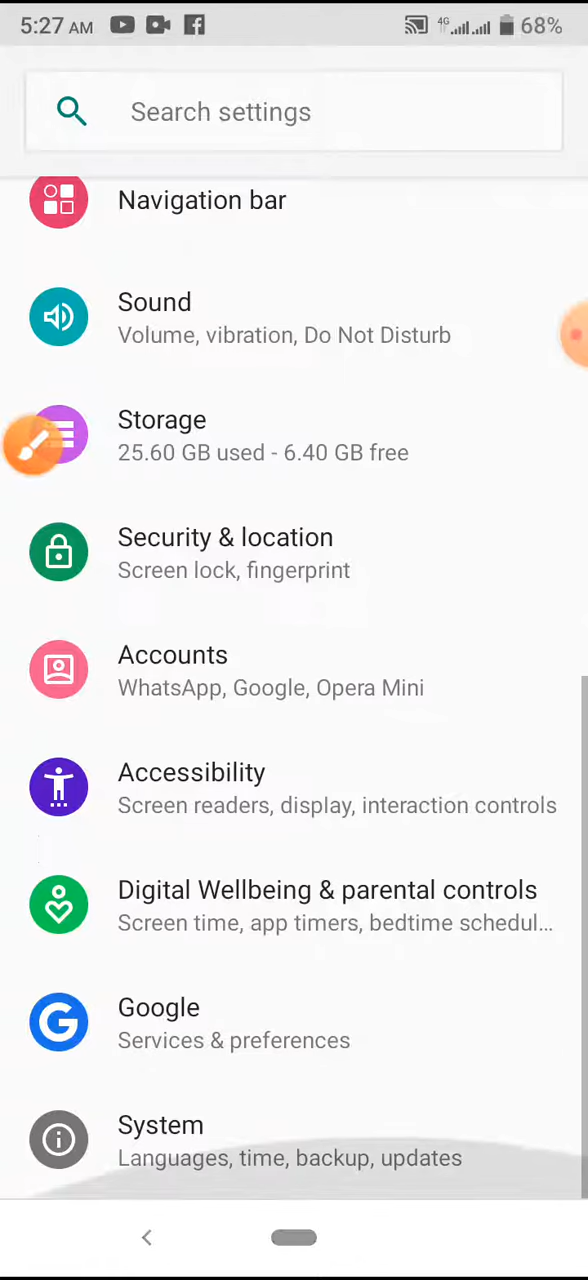 5:27 AM
4G
68%
Search settings
Navigation bar
Sound
Volume, vibration, Do Not Disturb
Storage
25.60 GB used - 6.40 GB free
Security & location
Screen lock, fingerprint
Accounts
WhatsApp, Google, Opera Mini
Accessibility
Screen readers, display, interaction controls
Digital Wellbeing & parental controls
Screen time, app timers, bedtime schedul...
Google
Services & preferences
System
Languages, time, backup, updates